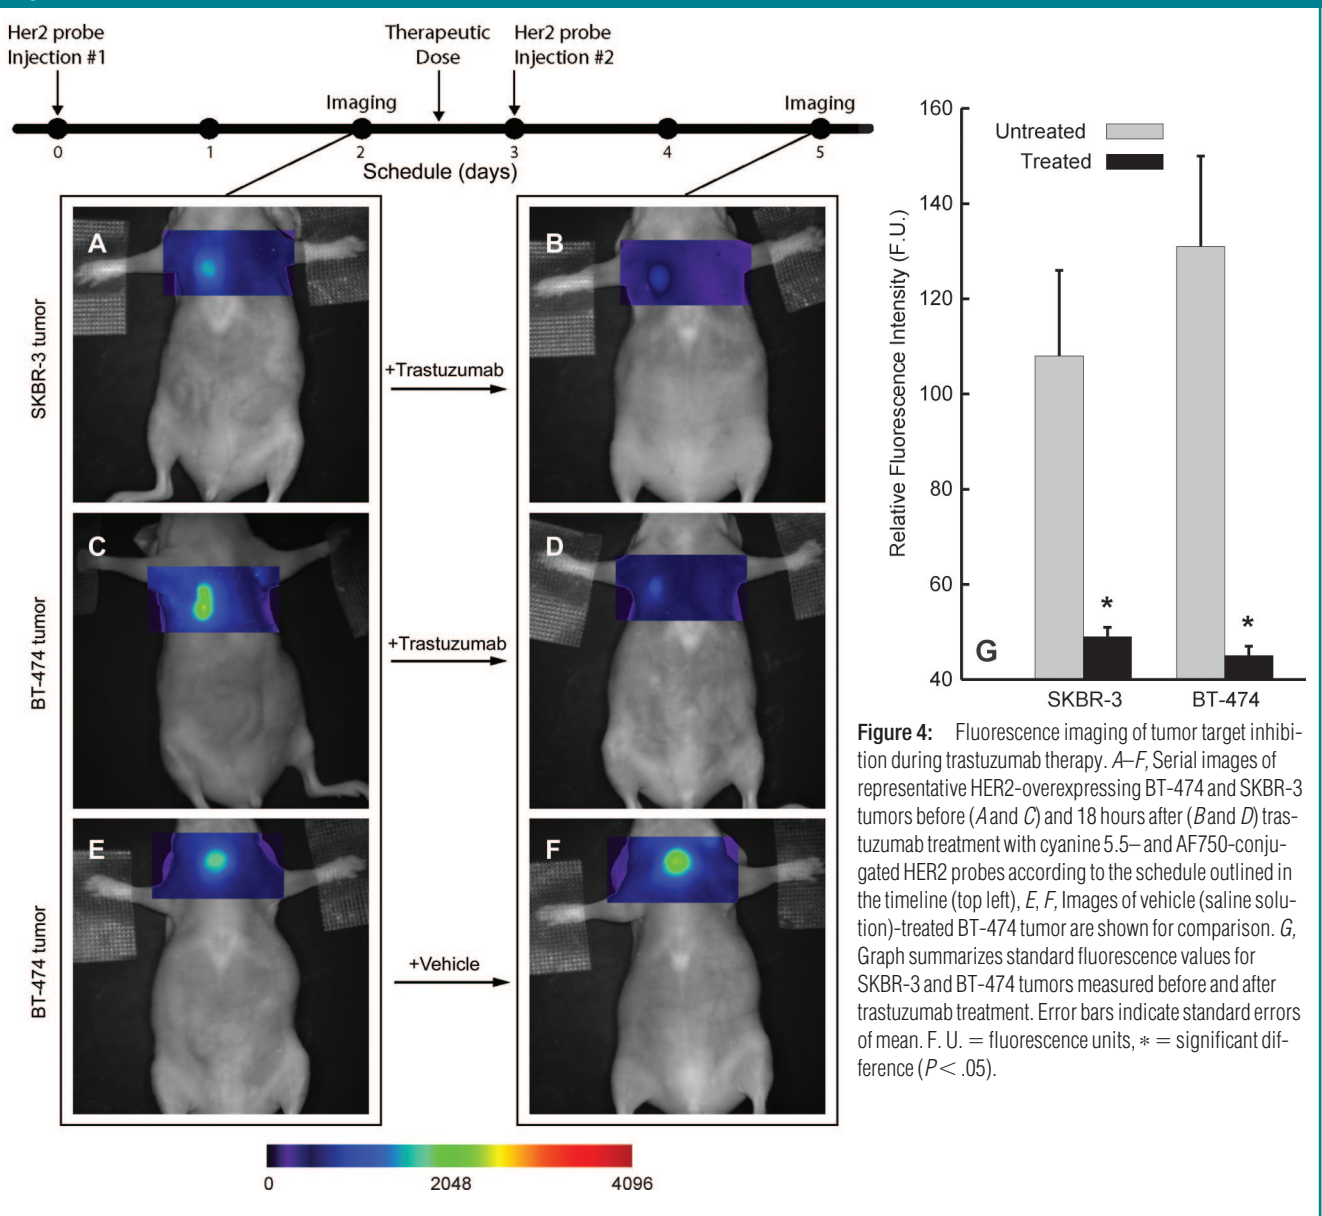 Her2 probe
Injection #1
Therapeutic
Dose
Her2 probe
Injection #2
Imaging
Imaging
0
1
2
3
4
5
Schedule (days)
SKBR-3 tumor
A
+Trastuzumab
B
BT-474 tumor
C
+Trastuzumab
D
BT-474 tumor
E
+Vehicle
F
0
2048
4096
160
140
120
100
80
60
40
Relative Fluorescence Intensity (F.U.)
Untreated
Treated
*
*
G
SKBR-3
BT-474
Figure 4: Fluorescence imaging of tumor target inhibi-
tion during trastuzumab therapy. A–F, Serial images of
representative HER2-overexpressing BT-474 and SKBR-3
tumors before (A and C) and 18 hours after (B and D) tras-
tuzumab treatment with cyanine 5.5– and AF750-conju-
gated HER2 probes according to the schedule outlined in
the timeline (top left), E, F, Images of vehicle (saline solu-
tion)-treated BT-474 tumor are shown for comparison. G,
Graph summarizes standard fluorescence values for
SKBR-3 and BT-474 tumors measured before and after
trastuzumab treatment. Error bars indicate standard errors
of mean. F. U. = fluorescence units, * = significant dif-
ference (P < .05).